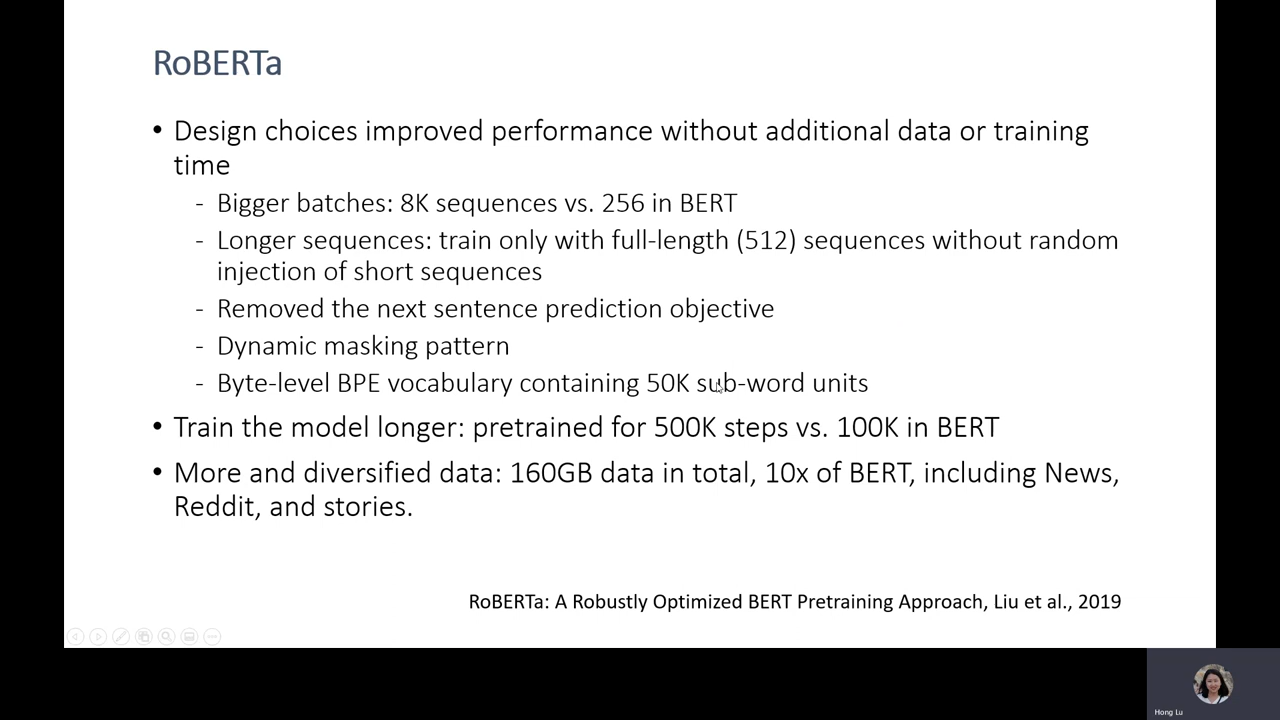 RoBERTa
• Design choices improved performance without additional data or training
time
- Bigger batches: 8K sequences vs. 256 in BERT
- Longer sequences: train only with full-length (512) sequences without random
injection of short sequences
- Removed the next sentence prediction objective
- Dynamic masking pattern
- Byte-level BPE vocabulary containing 50K sub-word units
• Train the model longer: pretrained for 500K steps vs. 100K in BERT
• More and diversified data: 160GB data in total, 10x of BERT, including News,
Reddit, and stories.
RoBERTa: A Robustly Optimized BERT Pretraining Approach, Liu et al., 2019
Hong Lu